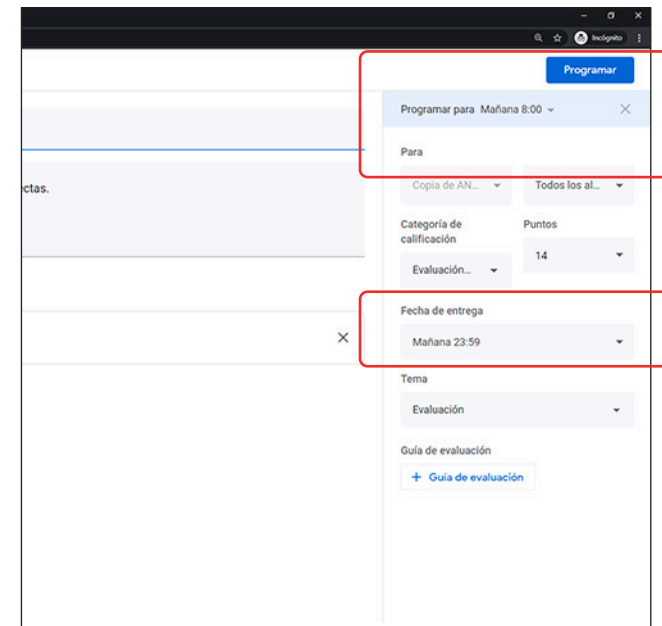 Incógnito
Programar
Programar para Mañana 8:00
Para
ectas.
Copia de AN... Todos los al...
Categoría de calificación Puntos
Evaluación... 14
Fecha de entrega
Mañana 23:59
Tema
Evaluación
Guía de evaluación
+ Guía de evaluación